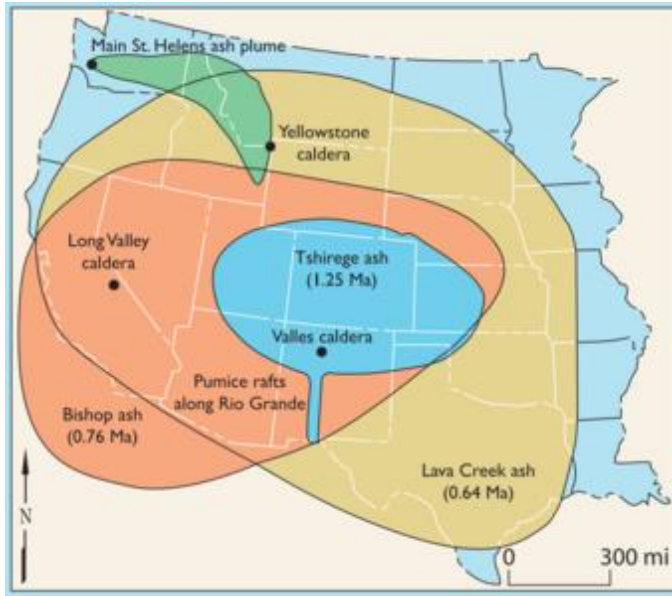 Main St. Helens ash plume
Yellowstone
caldera
Long Valley
caldera
Tshirege ash
(1.25 Ma)
Valles caldera
Pumice rafts
along Rio Grande
Bishop ash
(0.76 Ma)
Lava Creek ash
(0.64 Ma)
N
0 300 mi